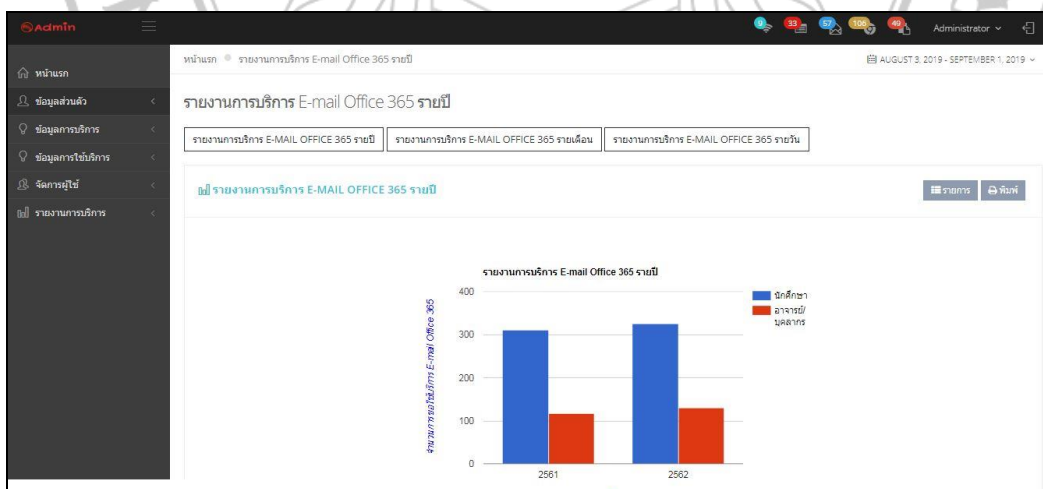 Admin
9 33 57 106 49 Administrator
หน้าแรก รายงานการบริการ E-mail Office 365 รายปี AUGUST 3, 2019 - SEPTEMBER 1, 2019
หน้าแรก
ข้อมูลส่วนตัว
ข้อมูลการบริการ
ข้อมูลการใช้บริการ
จัดการผู้ใช้
รายงานการบริการ
รายงานการบริการ E-mail Office 365 รายปี
รายงานการบริการ E-MAIL OFFICE 365 รายปี รายงานการบริการ E-MAIL OFFICE 365 รายเดือน รายงานการบริการ E-MAIL OFFICE 365 รายวัน
รายงานการบริการ E-MAIL OFFICE 365 รายปี รายการ พิมพ์
รายงานการบริการ E-mail Office 365 รายปี
จำนวนการขอใช้บริการ E-mail Office 365
400
300
200
100
0
2561 2562
นักศึกษา
อาจารย์/
บุคลากร